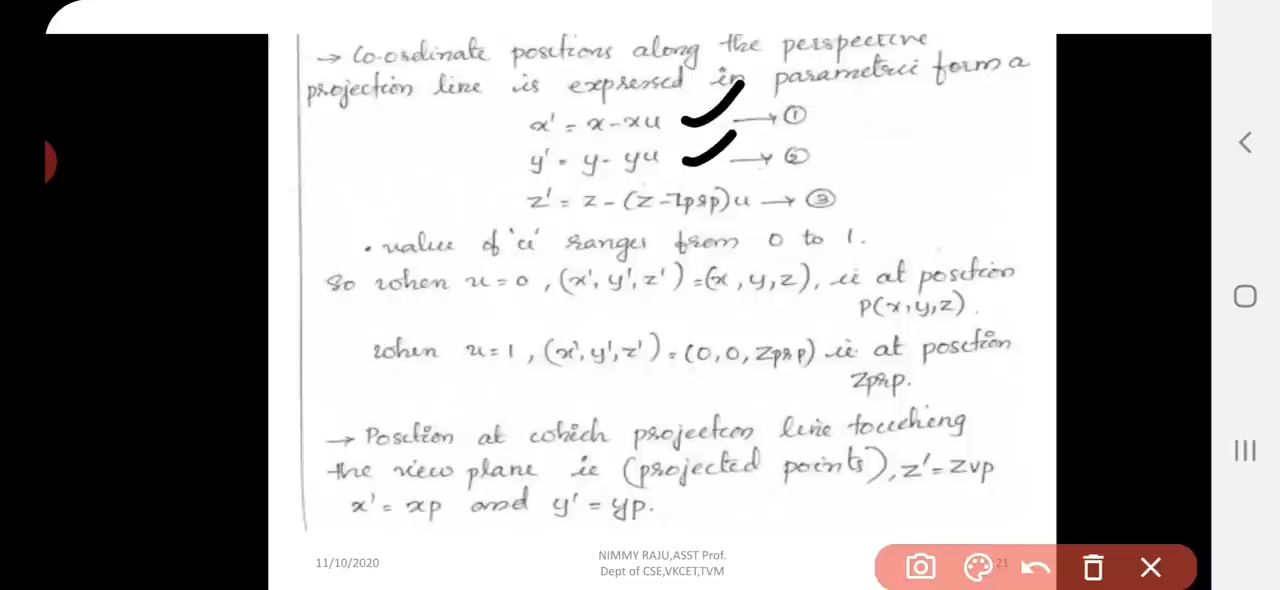 → Co-ordinate positions along the perspective
projection line is expressed in parametric form a
x' = x - xu → ①
y' = y - yu → ②
z' = z - (z - zprp)u → ③
• value of 'u' ranges from 0 to 1.
So when u = 0, (x', y', z') = (x, y, z), ie at position
P(x, y, z).
when u = 1, (x', y', z') = (0, 0, zprp) ie at position
zprp.
→ Position at which projection line touching
the view plane ie (projected points), z' = zvp
x' = xp and y' = yp.
11/10/2020
NIMMY RAJU,ASST Prof.
Dept of CSE,VKCET,TVM
21